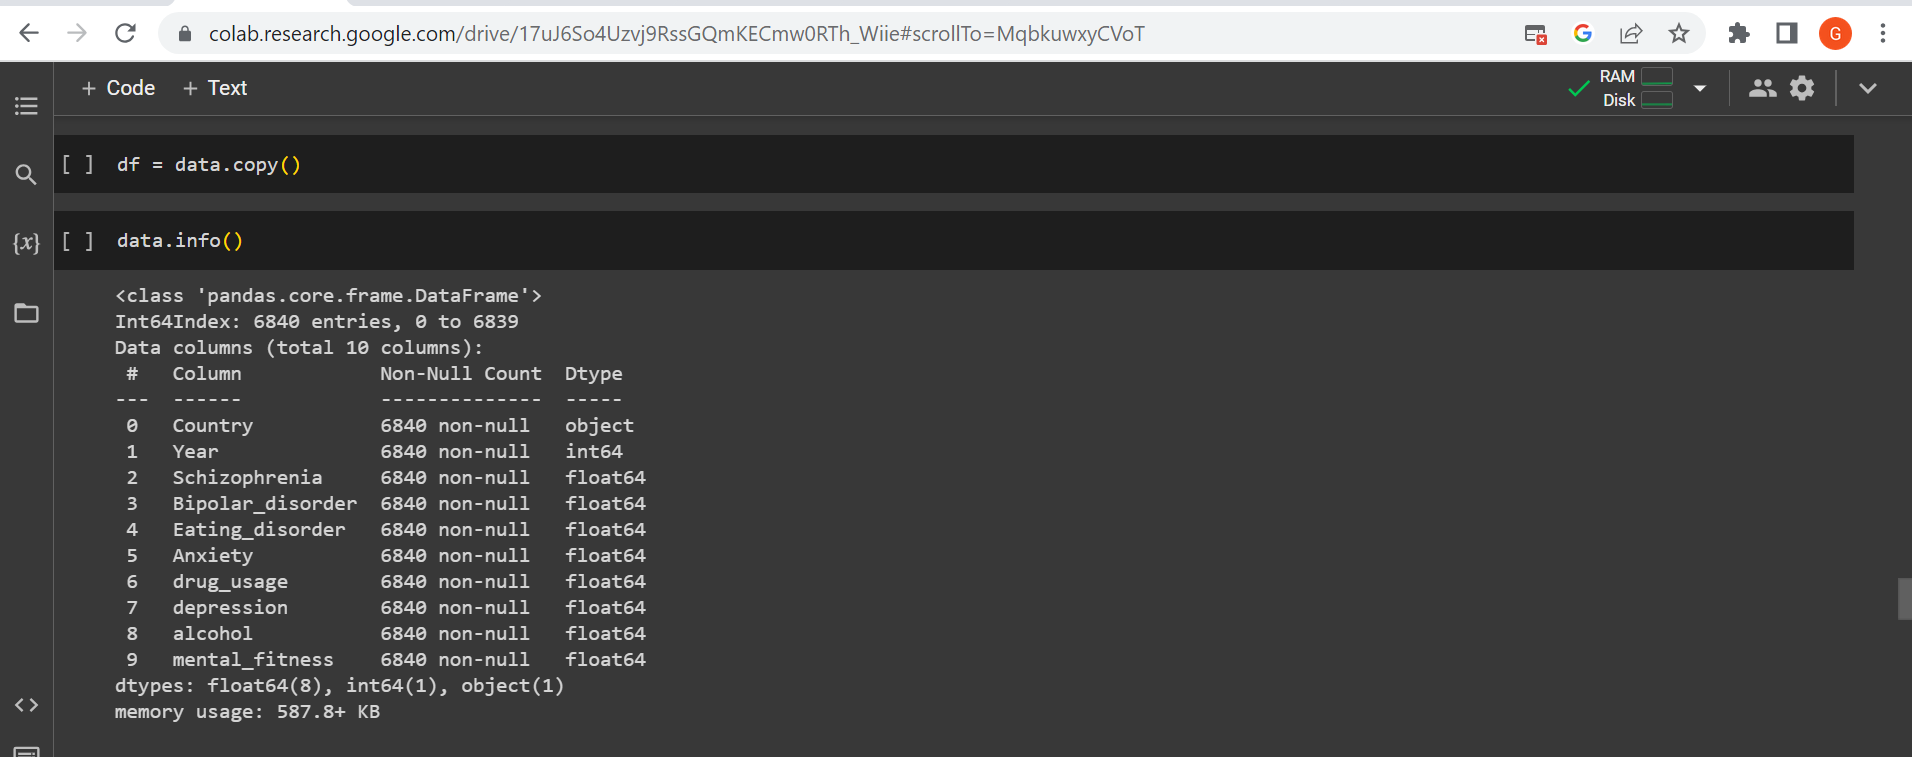 colab.research.google.com/drive/17uJ6So4Uzvj9RssGQmKECmw0RTh_Wiie#scrollTo=MqbkuwxyCVoT
G
G
+ Code + Text
RAM
Disk
{x}
[ ] df = data.copy()
[ ] data.info()
<class 'pandas.core.frame.DataFrame'>
Int64Index: 6840 entries, 0 to 6839
Data columns (total 10 columns):
 #   Column            Non-Null Count  Dtype
---  ------            --------------  -----
 0   Country           6840 non-null   object
 1   Year              6840 non-null   int64
 2   Schizophrenia     6840 non-null   float64
 3   Bipolar_disorder  6840 non-null   float64
 4   Eating_disorder   6840 non-null   float64
 5   Anxiety           6840 non-null   float64
 6   drug_usage        6840 non-null   float64
 7   depression        6840 non-null   float64
 8   alcohol           6840 non-null   float64
 9   mental_fitness    6840 non-null   float64
dtypes: float64(8), int64(1), object(1)
memory usage: 587.8+ KB